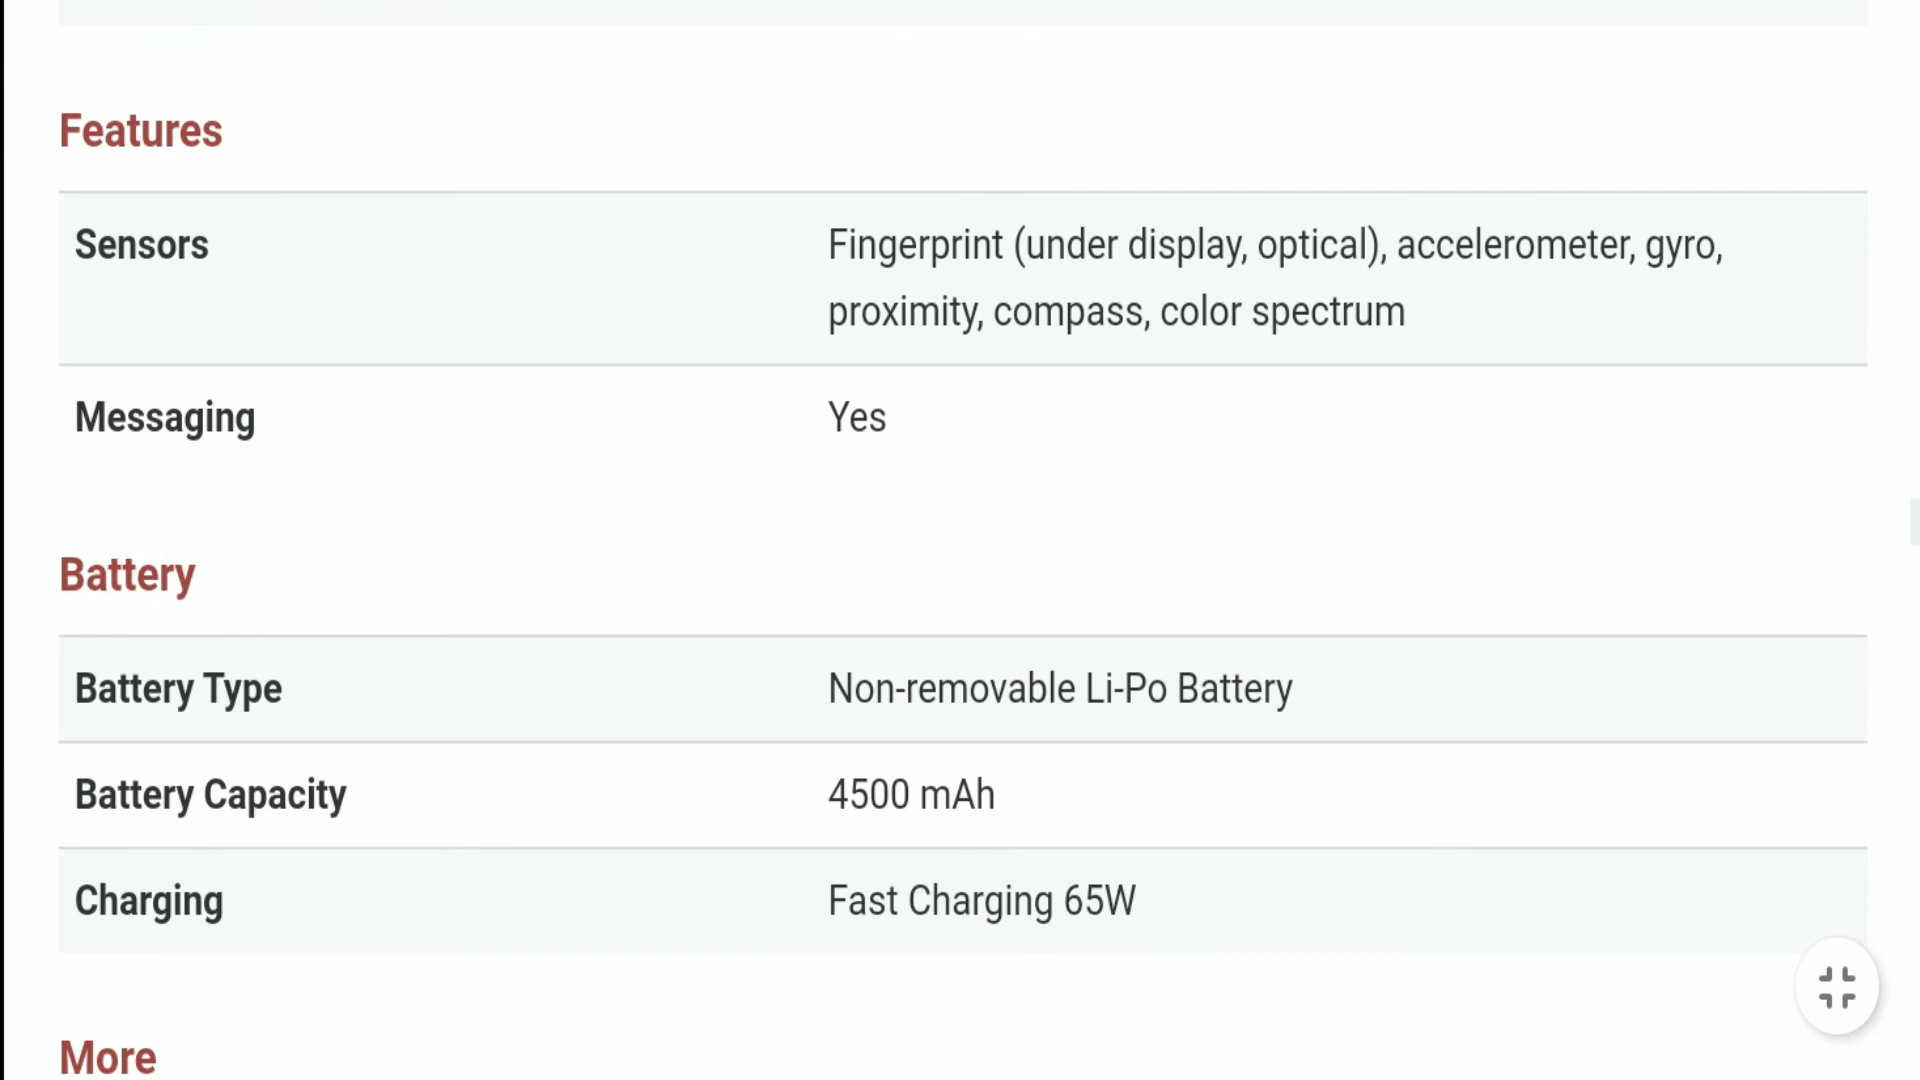 Features
Sensors
Fingerprint (under display, optical), accelerometer, gyro,
proximity, compass, color spectrum
Messaging
Yes
Battery
Battery Type
Non-removable Li-Po Battery
Battery Capacity
4500 mAh
Charging
Fast Charging 65W
More